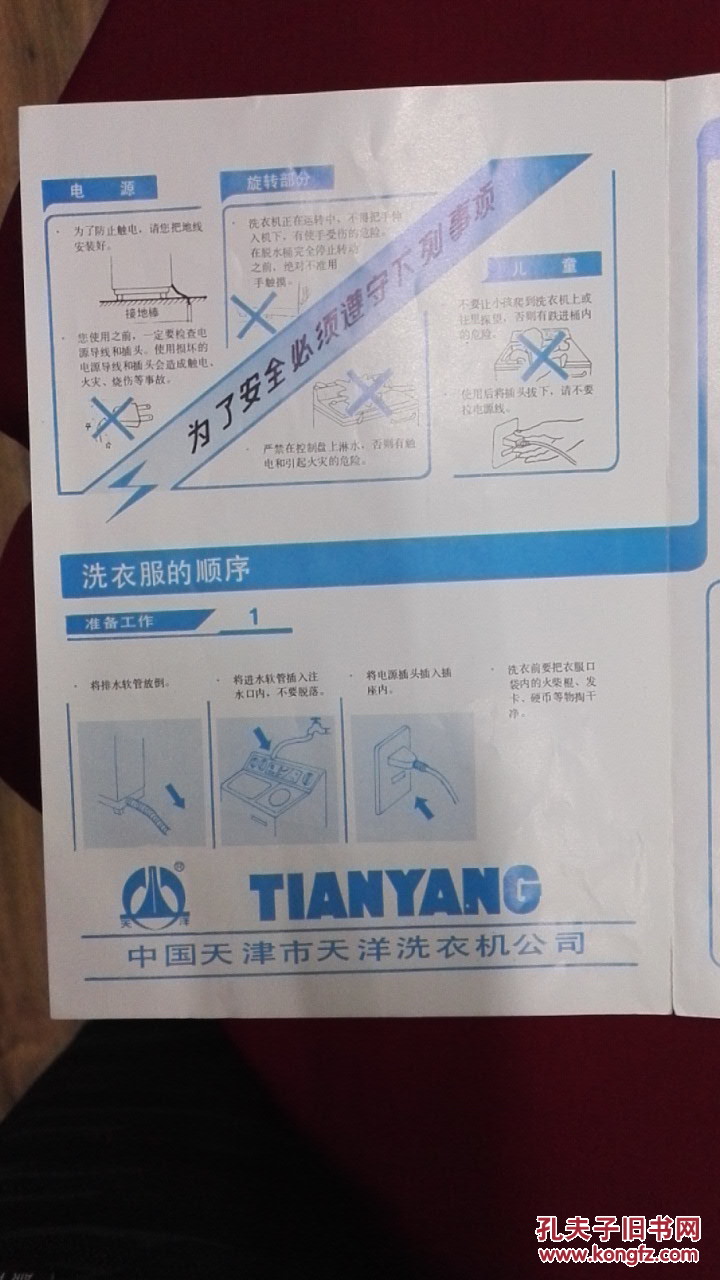 电 源
为了防止触电，请您把地线
安装好。
接地棒
您使用之前，一定要检查电
源导线和插头。使用损坏的
电源导线和插头会造成触电、
火灾、烧伤等事故。
旋转部分
洗衣机正在运转中，不得把手伸
入机下，有使手受伤的危险。
在脱水桶完全停止转动
之前，绝对不准用
手触摸。
为了安全必须遵守下列事项
严禁在控制盘上淋水，否则有触
电和引起火灾的危险。
儿 童
不要让小孩爬到洗衣机上或
往里探望，否则有跌进桶内
的危险。
使用后将插头拔下，请不要
拉电源线。
洗衣服的顺序
准备工作 1
将排水软管放倒。
将进水软管插入注
水口内，不要脱落。
将电源插头插入插
座内。
洗衣前要把衣服口
袋内的火柴棍、发
卡、硬币等物掏干
净。
天 洋 ®
TIANYANG
中国天津市天洋洗衣机公司
孔夫子旧书网
www.kongfz.com